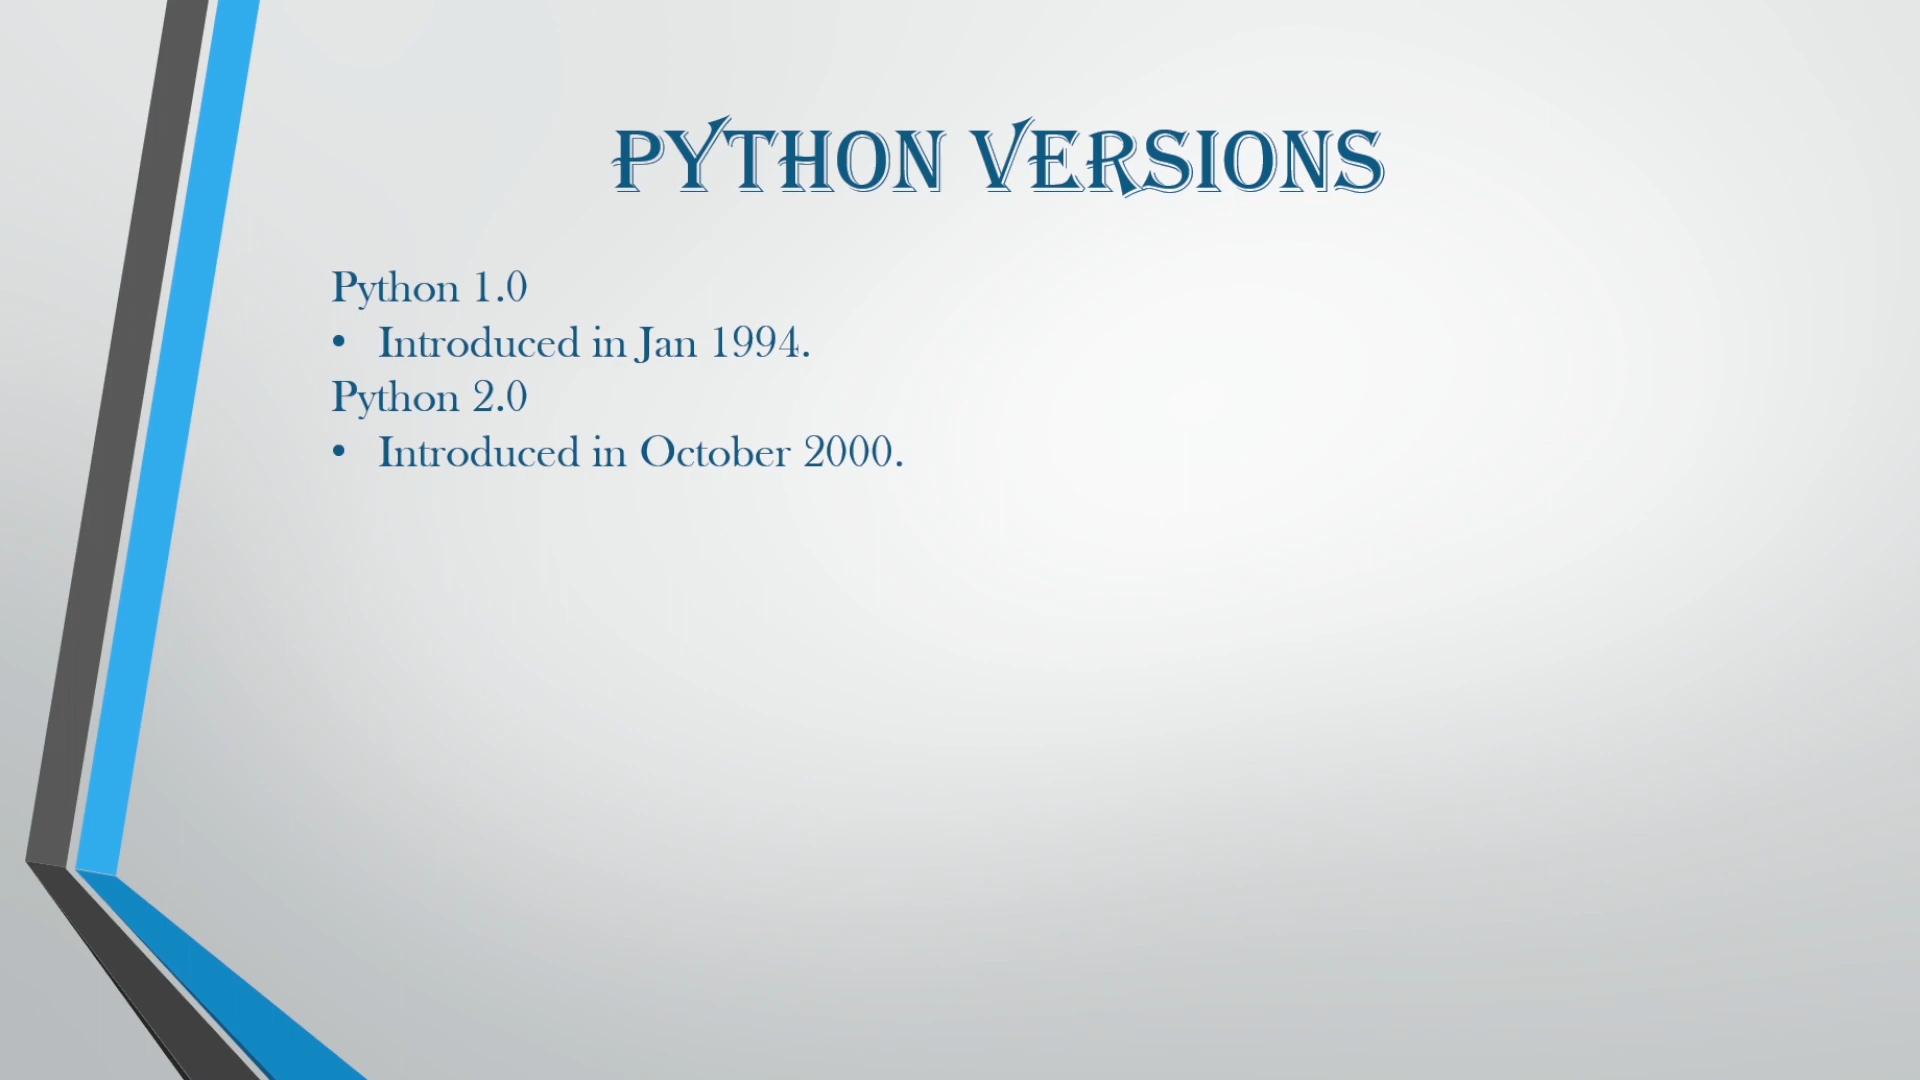 PYTHON VERSIONS
Python 1.0
• Introduced in Jan 1994.
Python 2.0
• Introduced in October 2000.